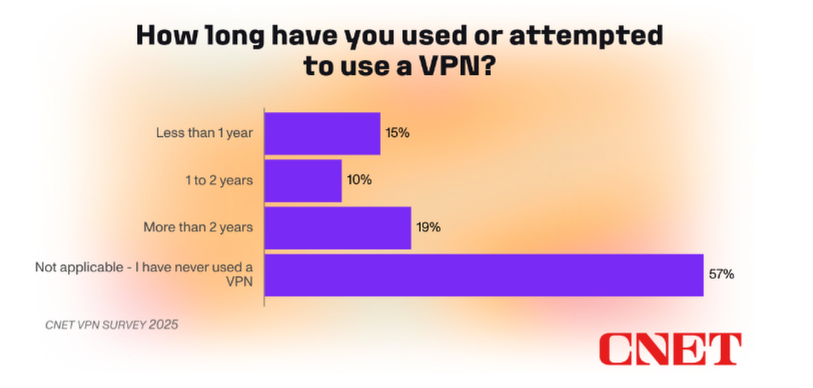 How long have you used or attempted
to use a VPN?
Less than 1 year
15%
1 to 2 years
10%
More than 2 years
19%
Not applicable - I have never used a
VPN
57%
CNET VPN SURVEY 2025
CNET